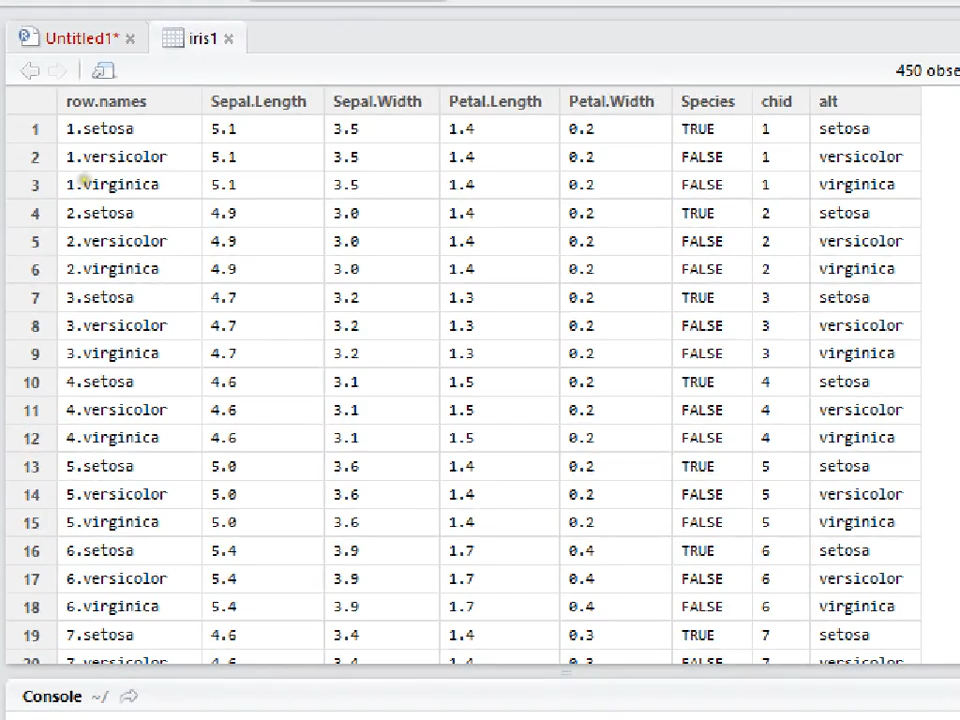 Untitled1* × iris1 ×
450 obse
row.names Sepal.Length Sepal.Width Petal.Length Petal.Width Species chid alt
1 1.setosa 5.1 3.5 1.4 0.2 TRUE 1 setosa
2 1.versicolor 5.1 3.5 1.4 0.2 FALSE 1 versicolor
3 1.virginica 5.1 3.5 1.4 0.2 FALSE 1 virginica
4 2.setosa 4.9 3.0 1.4 0.2 TRUE 2 setosa
5 2.versicolor 4.9 3.0 1.4 0.2 FALSE 2 versicolor
6 2.virginica 4.9 3.0 1.4 0.2 FALSE 2 virginica
7 3.setosa 4.7 3.2 1.3 0.2 TRUE 3 setosa
8 3.versicolor 4.7 3.2 1.3 0.2 FALSE 3 versicolor
9 3.virginica 4.7 3.2 1.3 0.2 FALSE 3 virginica
10 4.setosa 4.6 3.1 1.5 0.2 TRUE 4 setosa
11 4.versicolor 4.6 3.1 1.5 0.2 FALSE 4 versicolor
12 4.virginica 4.6 3.1 1.5 0.2 FALSE 4 virginica
13 5.setosa 5.0 3.6 1.4 0.2 TRUE 5 setosa
14 5.versicolor 5.0 3.6 1.4 0.2 FALSE 5 versicolor
15 5.virginica 5.0 3.6 1.4 0.2 FALSE 5 virginica
16 6.setosa 5.4 3.9 1.7 0.4 TRUE 6 setosa
17 6.versicolor 5.4 3.9 1.7 0.4 FALSE 6 versicolor
18 6.virginica 5.4 3.9 1.7 0.4 FALSE 6 virginica
19 7.setosa 4.6 3.4 1.4 0.3 TRUE 7 setosa
20 7.versicolor 4.6 3.4 1.4 0.3 FALSE 7 versicolor
Console ~/